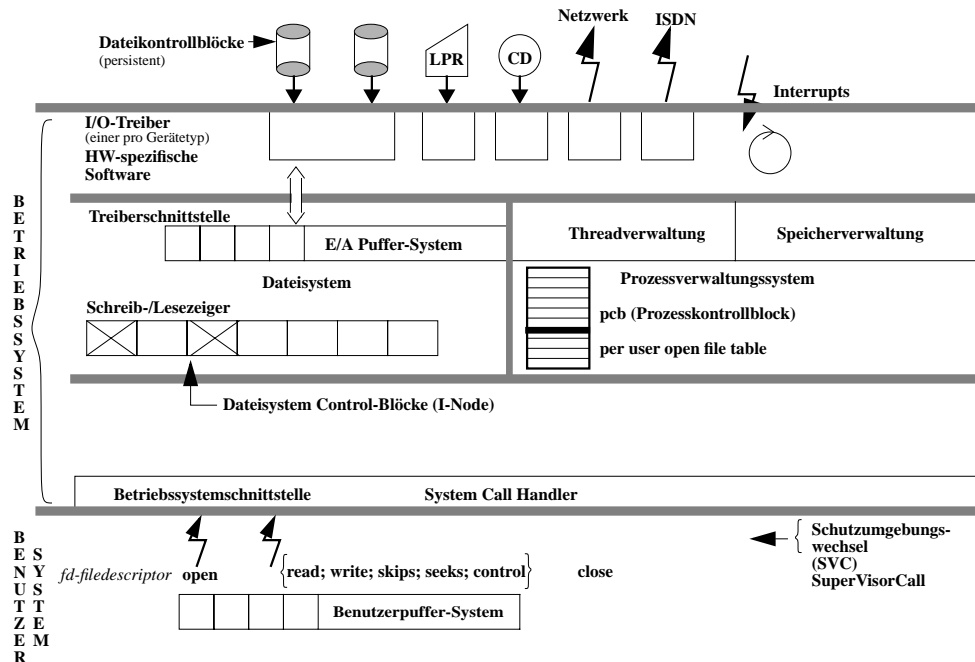 Netzwerk
ISDN
Dateikontrollblöcke
(persistent)
LPR
CD
Interrupts
I/O-Treiber
(einer pro Gerätetyp)
HW-spezifische
Software
BETRIEBSSYSTEM
Treiberschnittstelle
E/A Puffer-System
Threadverwaltung
Speicherverwaltung
Dateisystem
Prozessverwaltungssystem
Schreib-/Lesezeiger
pcb (Prozesskontrollblock)
per user open file table
Dateisystem Control-Blöcke (I-Node)
Betriebssystemschnittstelle
System Call Handler
BENUTZER
SYSTEM
Schutzumgebungs-
wechsel
(SVC)
SuperVisorCall
fd-filedescriptor open {read; write; skips; seeks; control} close
Benutzerpuffer-System